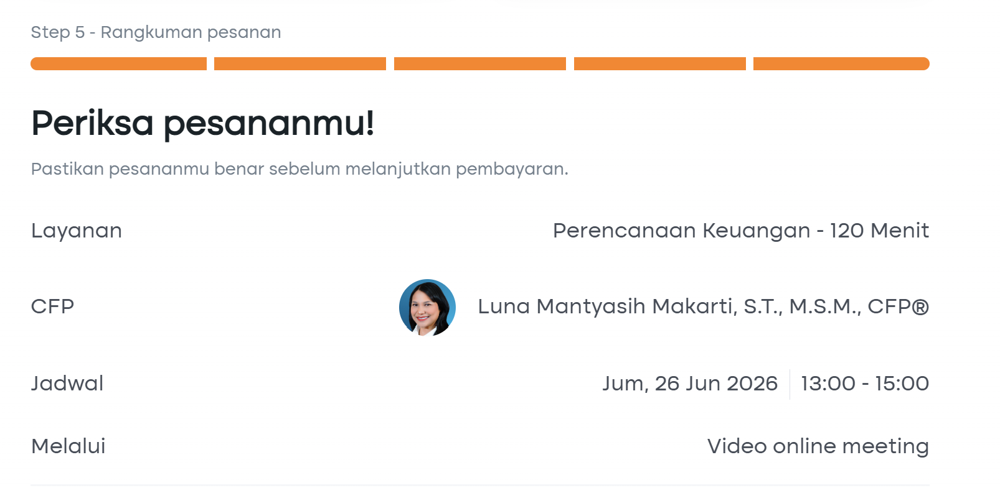 Step 5 - Rangkuman pesanan
Periksa pesananmu!
Pastikan pesananmu benar sebelum melanjutkan pembayaran.
Layanan Perencanaan Keuangan - 120 Menit
CFP Luna Mantyasih Makarti, S.T., M.S.M., CFP®
Jadwal Jum, 26 Jun 2026 13:00 - 15:00
Melalui Video online meeting